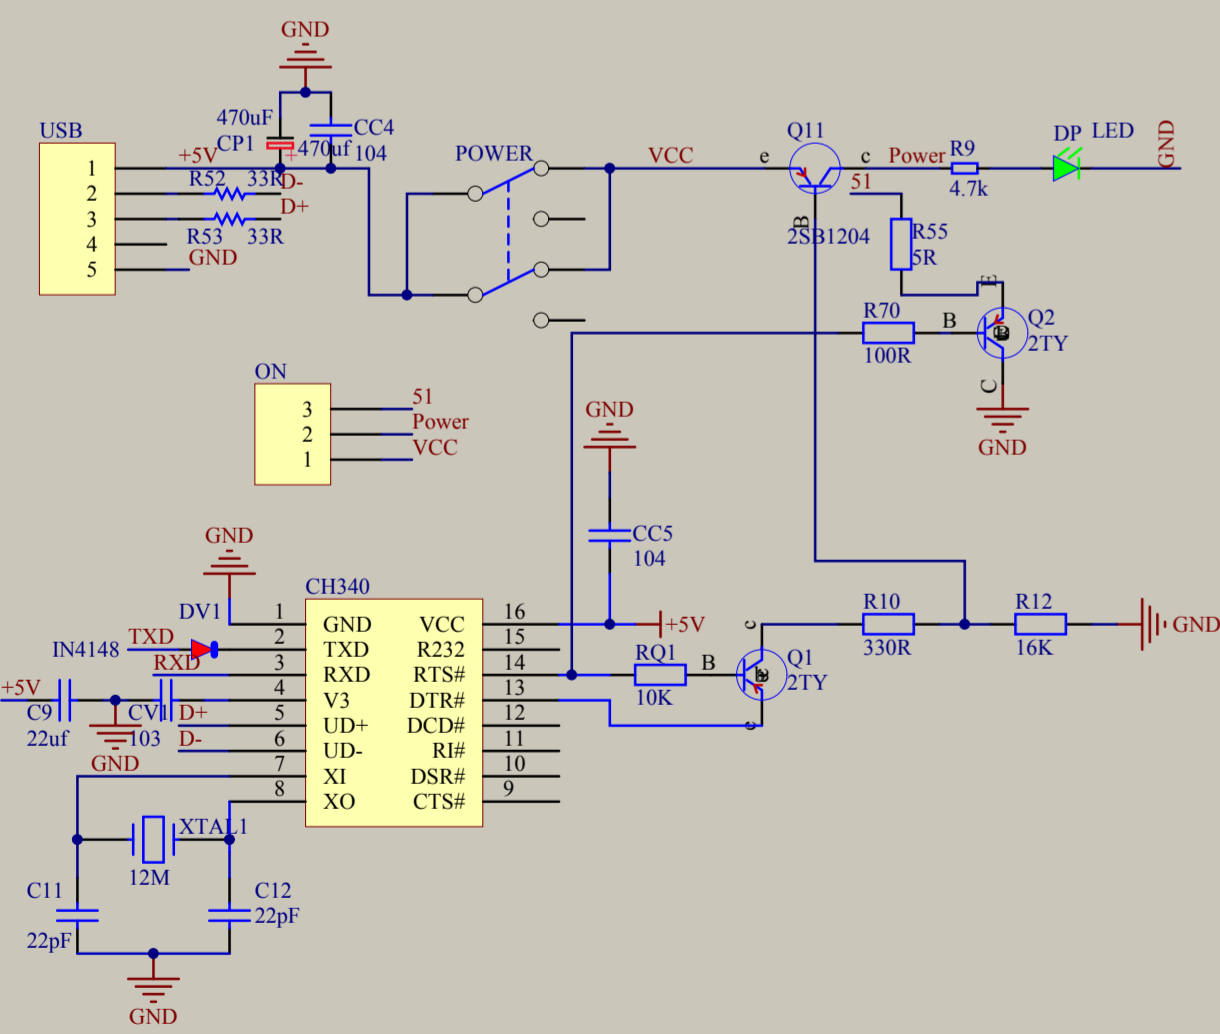 GND
470uF
CP1
+
470uf
CC4
104
USB
1
2
3
4
5
+5V
R52
33R
D-
D+
R53
33R
GND
POWER
VCC
Q11
e
c
B
2SB1204
Power
51
R9
4.7k
DP
LED
GND
R55
5R
E
R70
100R
B
Q2
2TY
C
GND
ON
3
2
1
51
Power
VCC
GND
CC5
104
+5V
GND
DV1
IN4148
TXD
RXD
+5V
C9
22uf
CV1
103
GND
D+
D-
CH340
1
2
3
4
5
6
7
8
GND
TXD
RXD
V3
UD+
UD-
XI
XO
VCC
R232
RTS#
DTR#
DCD#
RI#
DSR#
CTS#
16
15
14
13
12
11
10
9
RQ1
10K
B
c
Q1
2TY
e
R10
330R
R12
16K
GND
XTAL1
12M
C11
22pF
C12
22pF
GND